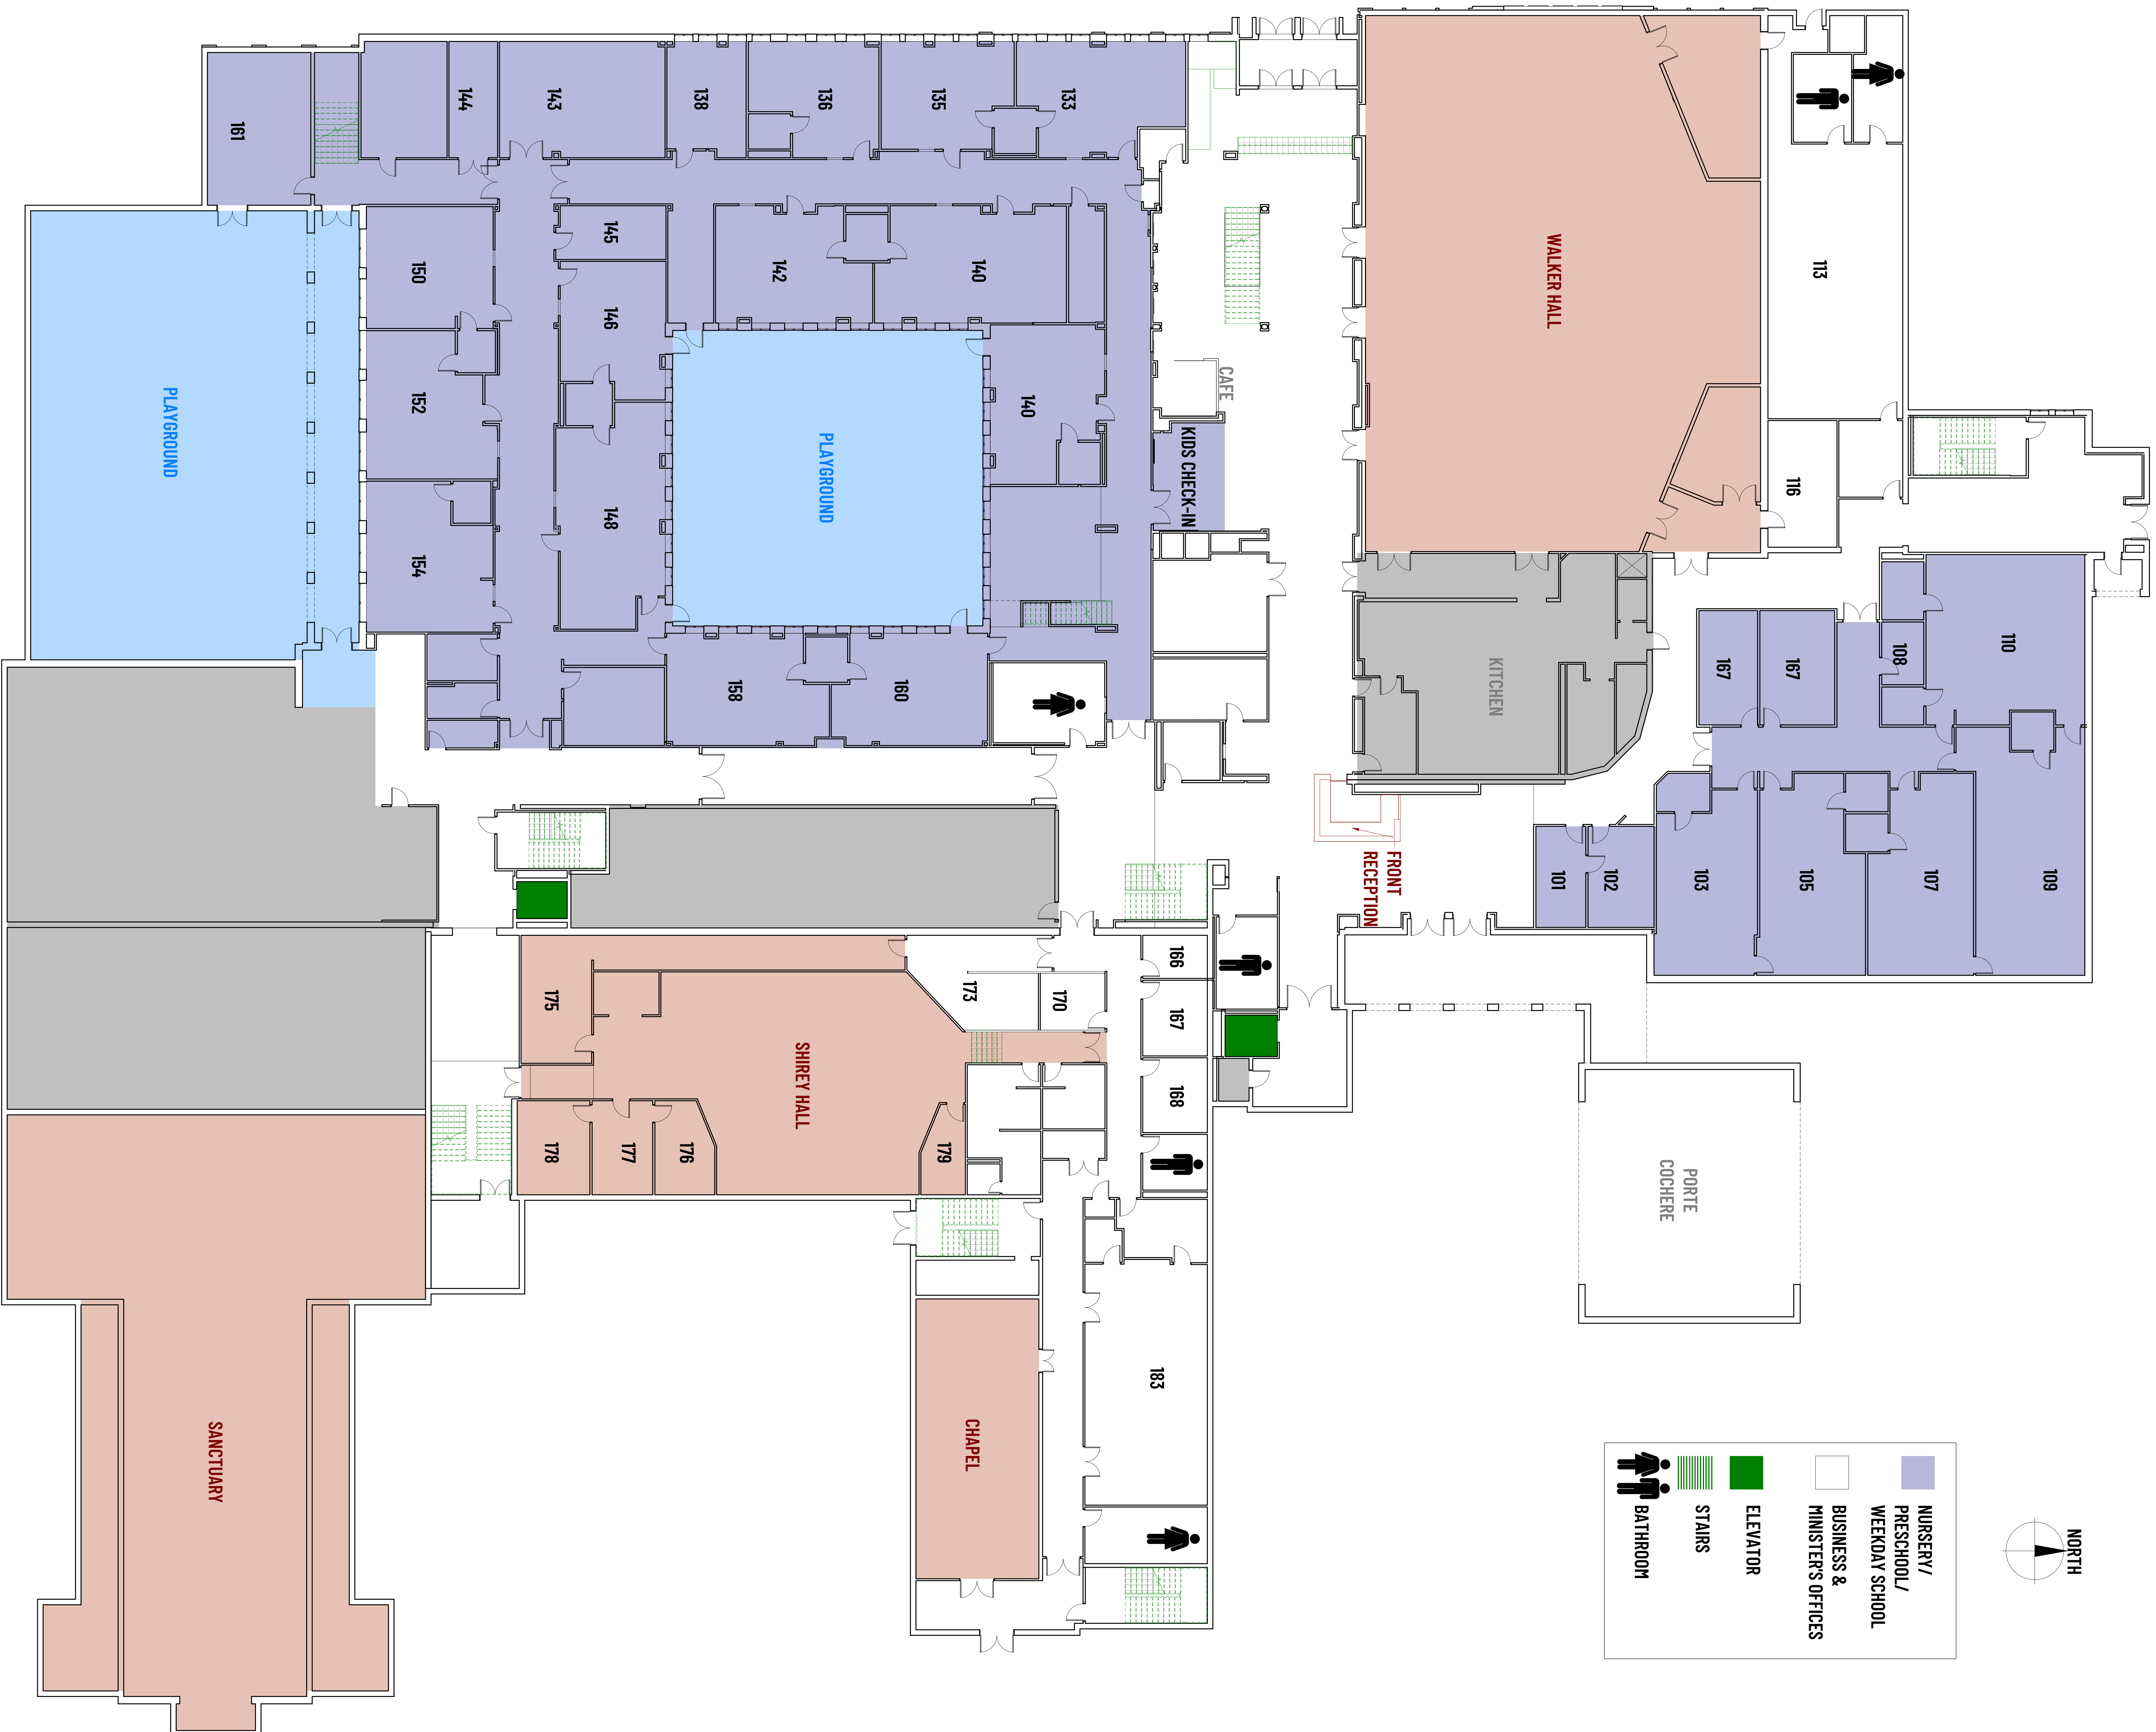 161
144
143
138
136
135
133
150
145
146
142
140
152
148
154
140
PLAYGROUND
PLAYGROUND
CAFE
KIDS CHECK-IN
158
160
WALKER HALL
113
116
KITCHEN
167
167
108
110
101
102
103
105
107
109
FRONT
RECEPTION
175
173
170
166
167
168
SHIREY HALL
178
177
176
179
183
CHAPEL
SANCTUARY
PORTE
COCHERE
NORTH
NURSERY/
PRESCHOOL/
WEEKDAY SCHOOL
BUSINESS &
MINISTER'S OFFICES
ELEVATOR
STAIRS
BATHROOM